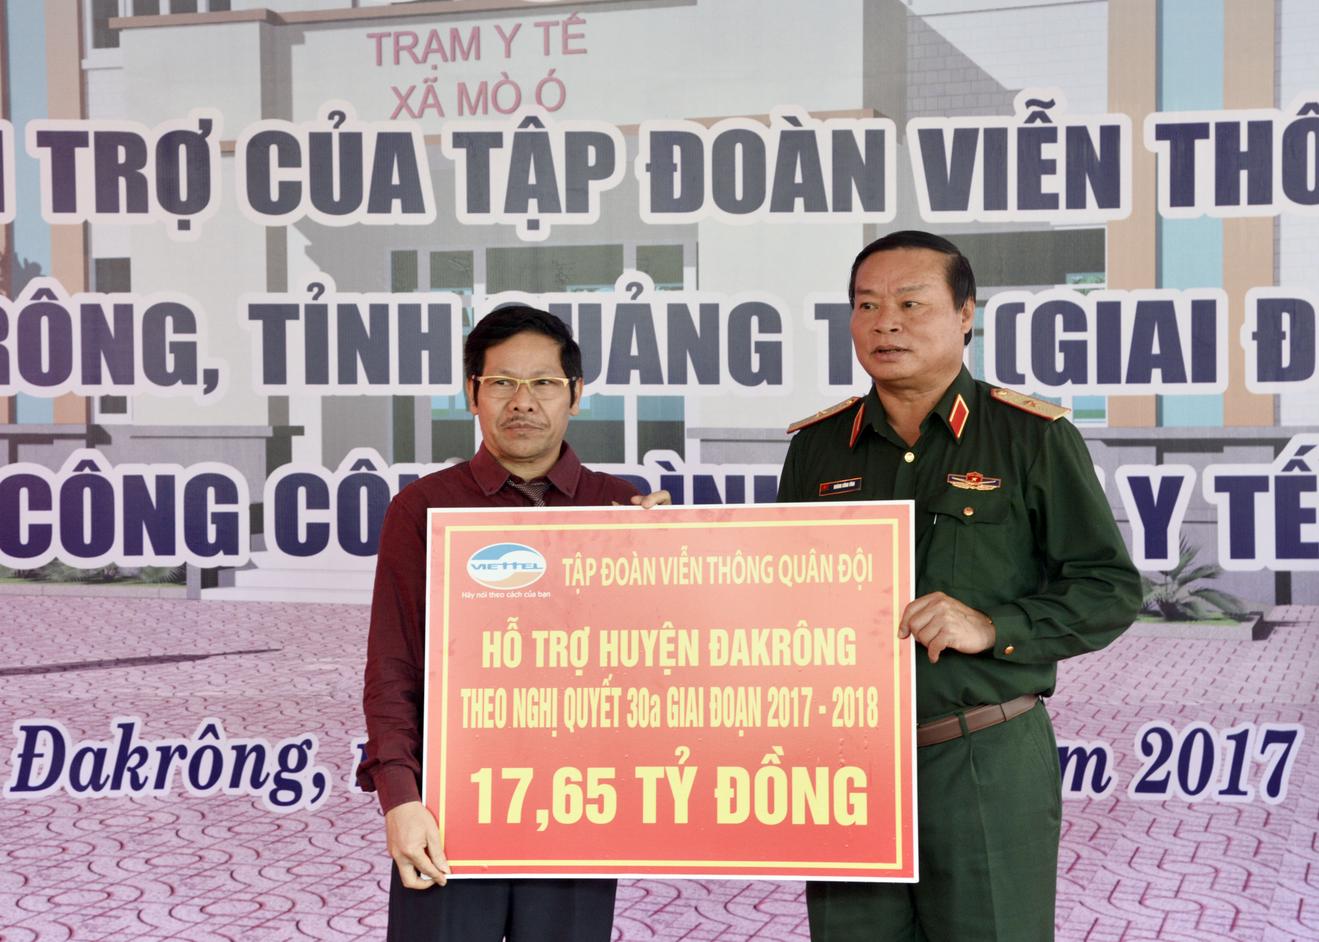 TRẠM Y TẾ
XÃ MÒ Ó
TRỢ CỦA TẬP ĐOÀN VIỄN THÔ
RÔNG, TỈNH QUẢNG T (GIAI Đ
CÔNG CÔ Y TẾ
Đakrông, m 2017
VIETTEL
Hãy nói theo cách của bạn
TẬP ĐOÀN VIỄN THÔNG QUÂN ĐỘI
HỖ TRỢ HUYỆN ĐAKRÔNG
THEO NGHỊ QUYẾT 30a GIAI ĐOẠN 2017 - 2018
17,65 TỶ ĐỒNG